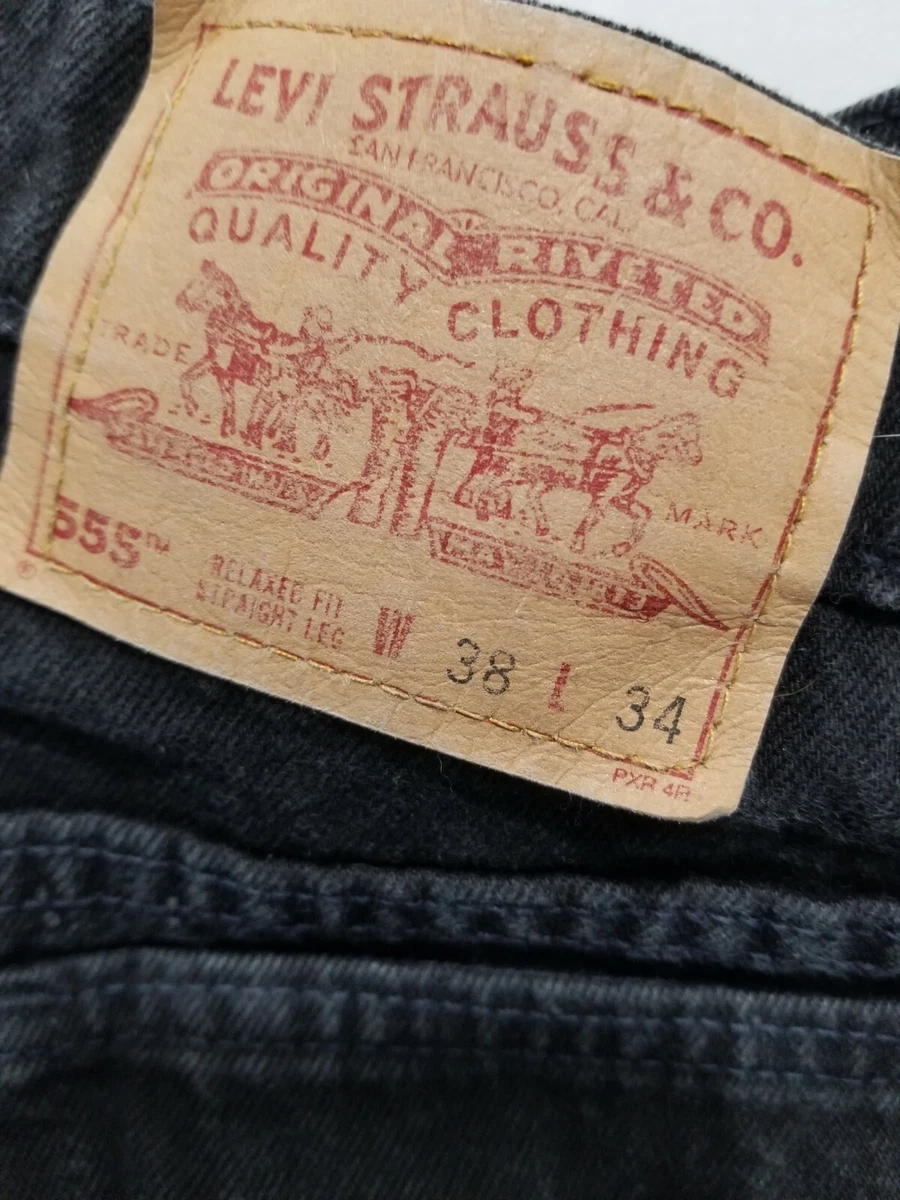 LEVI STRAUSS & CO.
SAN FRANCISCO, CAL.
ORIGINAL RIVETED
QUALITY CLOTHING
TRADE MARK
555™
RELAXED FIT
STRAIGHT LEG
W 38 L 34
®
PXR 4R